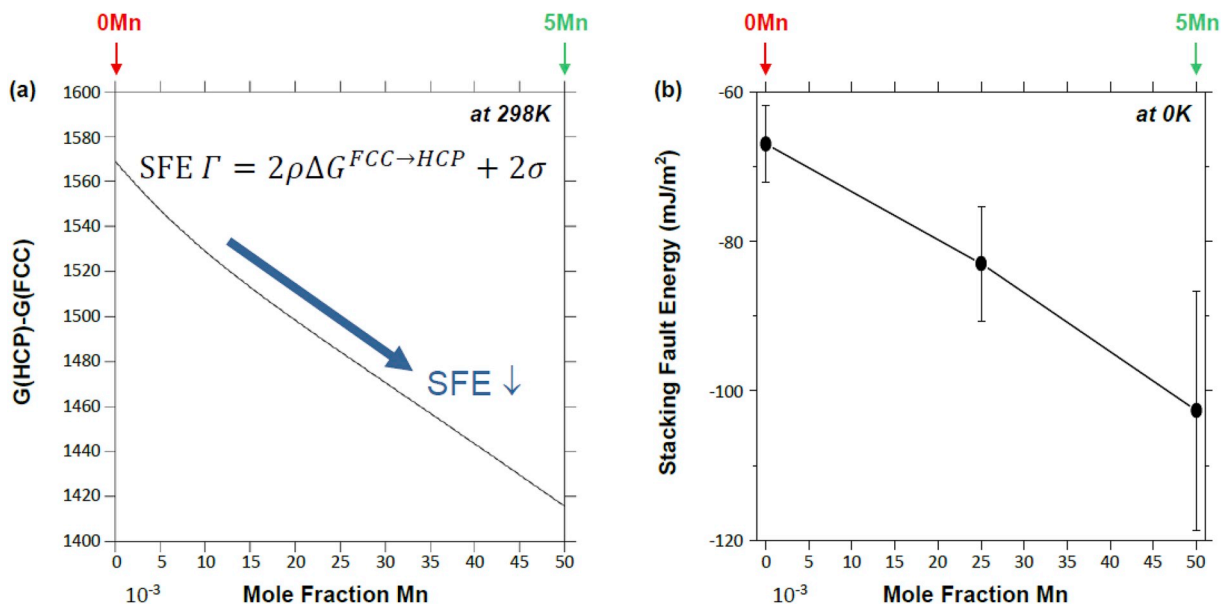 0Mn 5Mn
(a)
at 298K
SFE Γ = 2ρΔG^{FCC→HCP} + 2σ
SFE ↓
G(HCP)-G(FCC)
1600
1580
1560
1540
1520
1500
1480
1460
1440
1420
1400
0 5 10 15 20 25 30 35 40 45 50
10⁻³ Mole Fraction Mn
0Mn 5Mn
(b)
at 0K
Stacking Fault Energy (mJ/m²)
-60
-80
-100
-120
0 5 10 15 20 25 30 35 40 45 50
10⁻³ Mole Fraction Mn